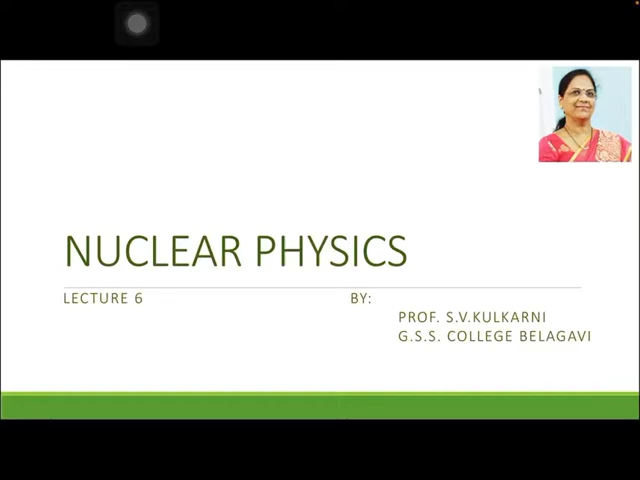 NUCLEAR PHYSICS
LECTURE 6 BY:
PROF. S.V.KULKARNI
G.S.S. COLLEGE BELAGAVI